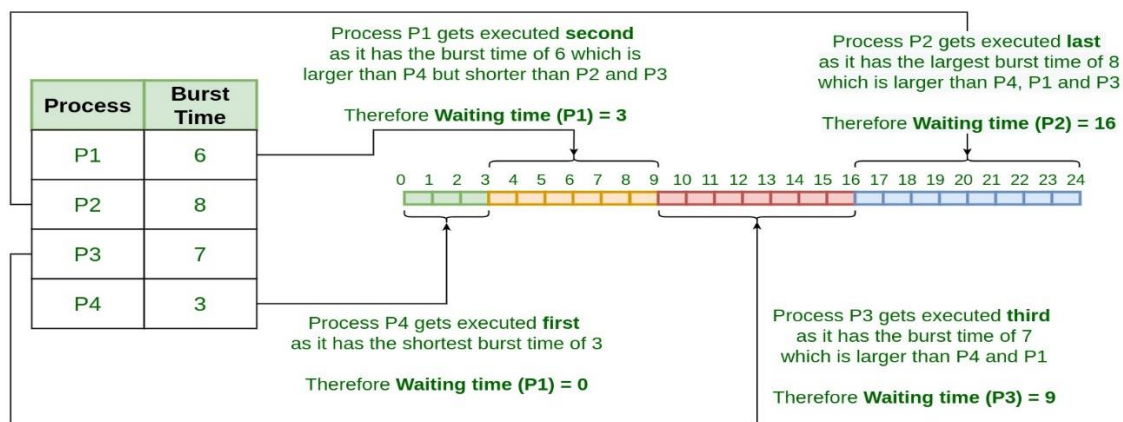 Process P1 gets executed second
as it has the burst time of 6 which is
larger than P4 but shorter than P2 and P3
Therefore Waiting time (P1) = 3
Process P2 gets executed last
as it has the largest burst time of 8
which is larger than P4, P1 and P3
Therefore Waiting time (P2) = 16
Process Burst Time
P1 6
P2 8
P3 7
P4 3
0 1 2 3 4 5 6 7 8 9 10 11 12 13 14 15 16 17 18 19 20 21 22 23 24
Process P4 gets executed first
as it has the shortest burst time of 3
Therefore Waiting time (P1) = 0
Process P3 gets executed third
as it has the burst time of 7
which is larger than P4 and P1
Therefore Waiting time (P3) = 9